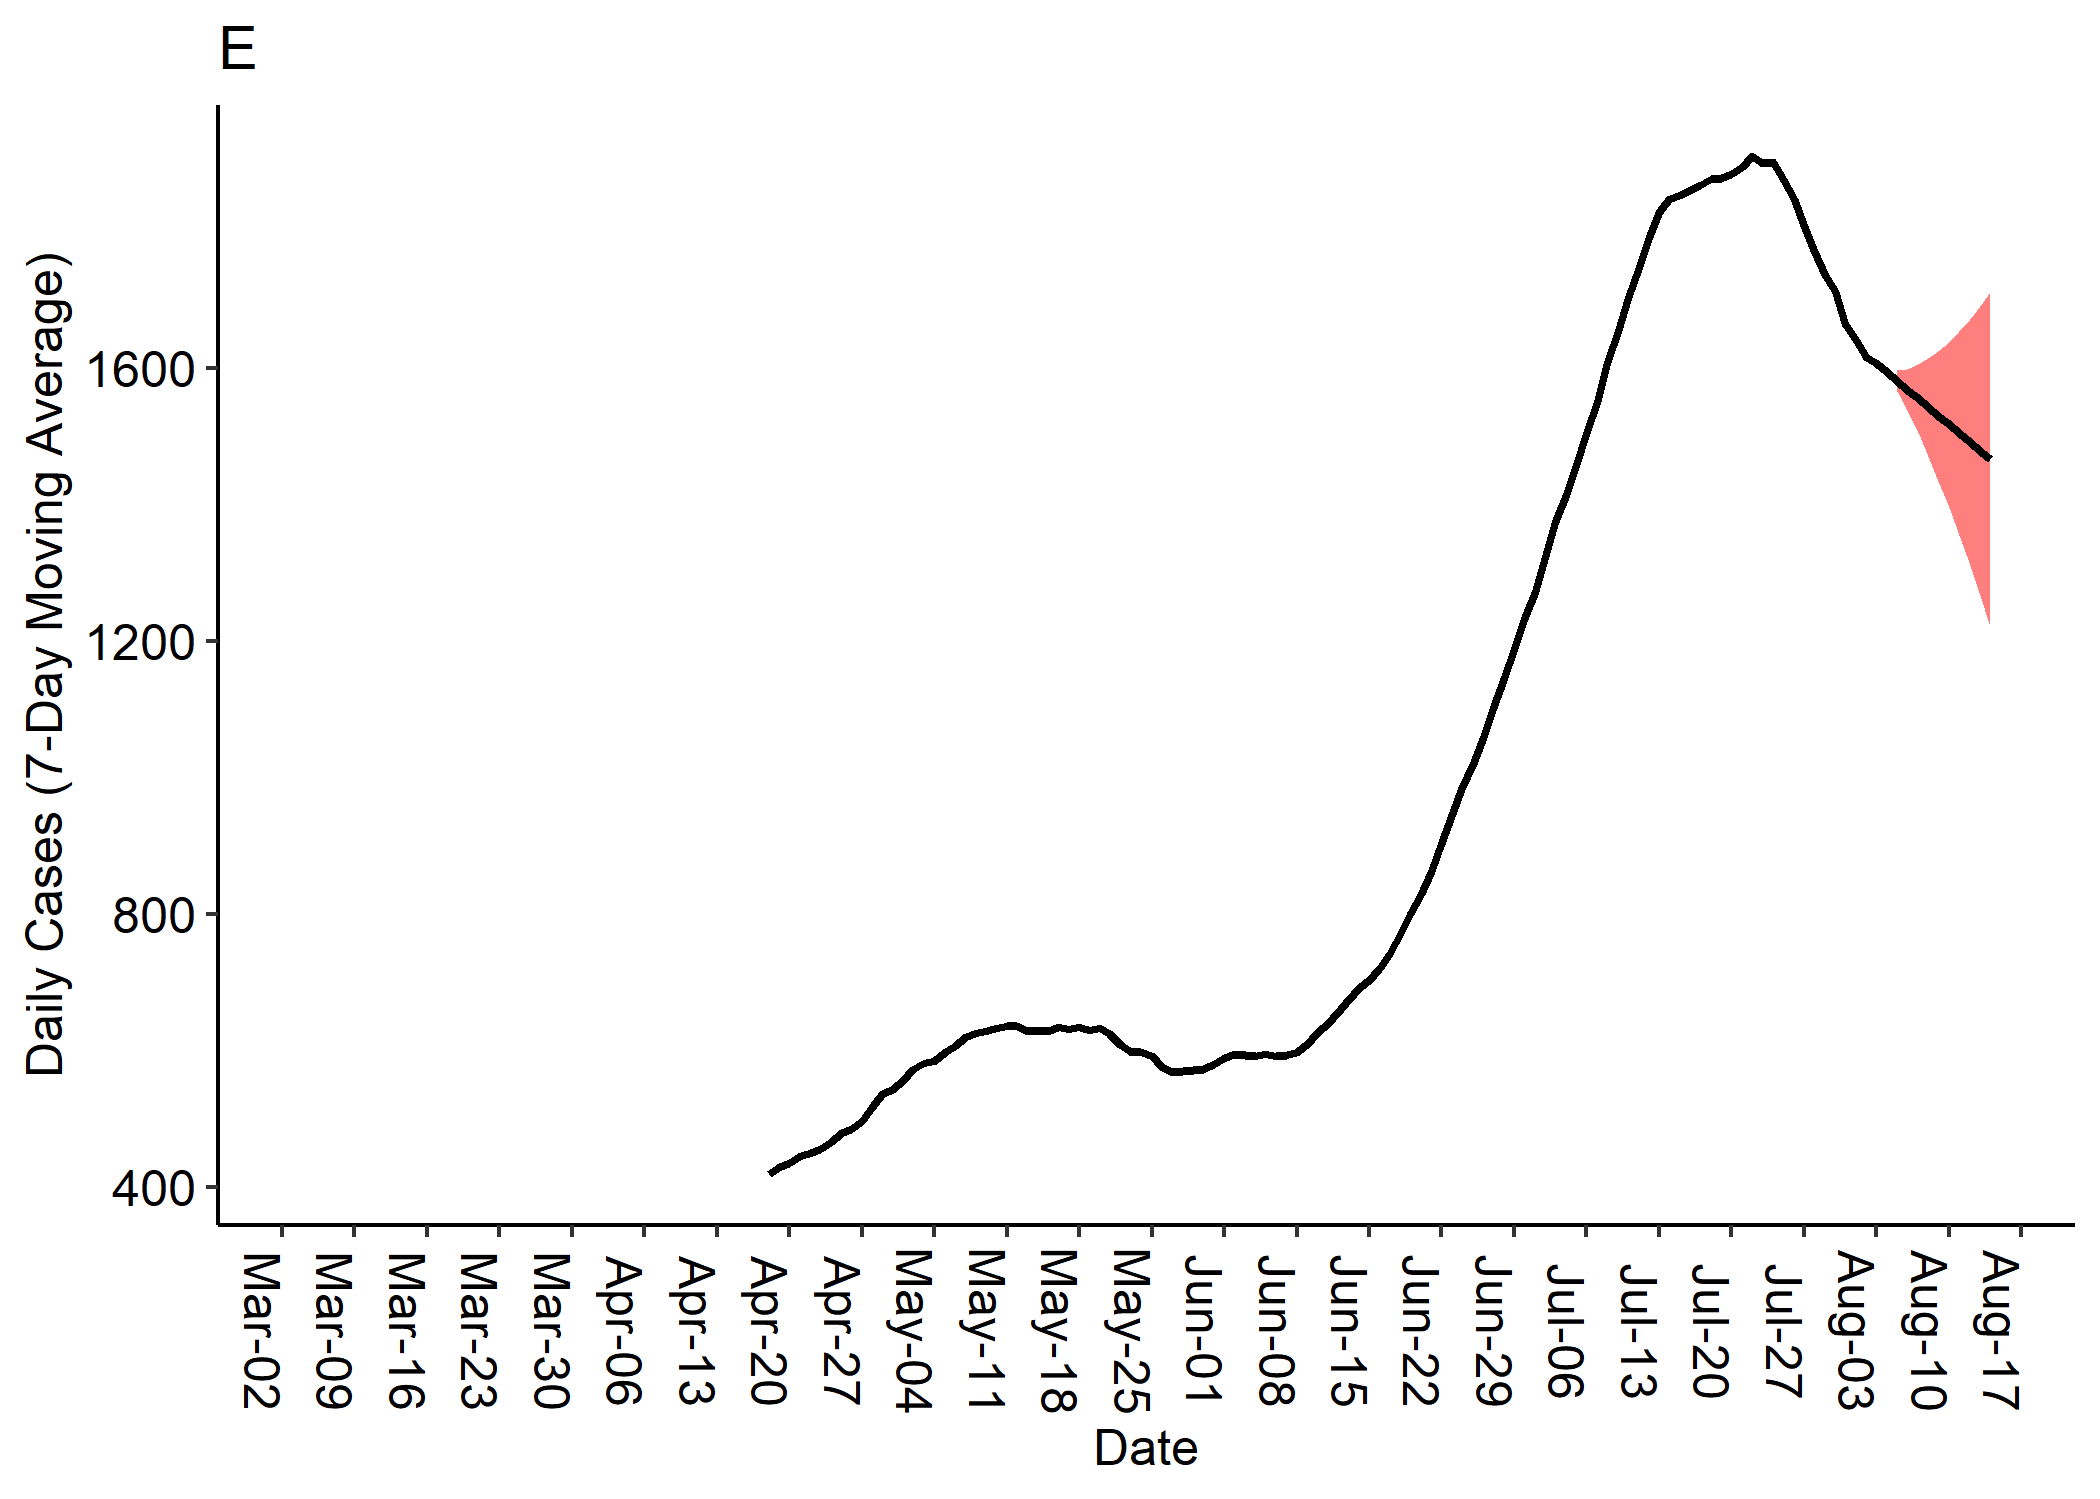 E
Daily Cases (7-Day Moving Average)
1600
1200
800
400
Mar-02
Mar-09
Mar-16
Mar-23
Mar-30
Apr-06
Apr-13
Apr-20
Apr-27
May-04
May-11
May-18
May-25
Jun-01
Jun-08
Jun-15
Jun-22
Jun-29
Jul-06
Jul-13
Jul-20
Jul-27
Aug-03
Aug-10
Aug-17
Date